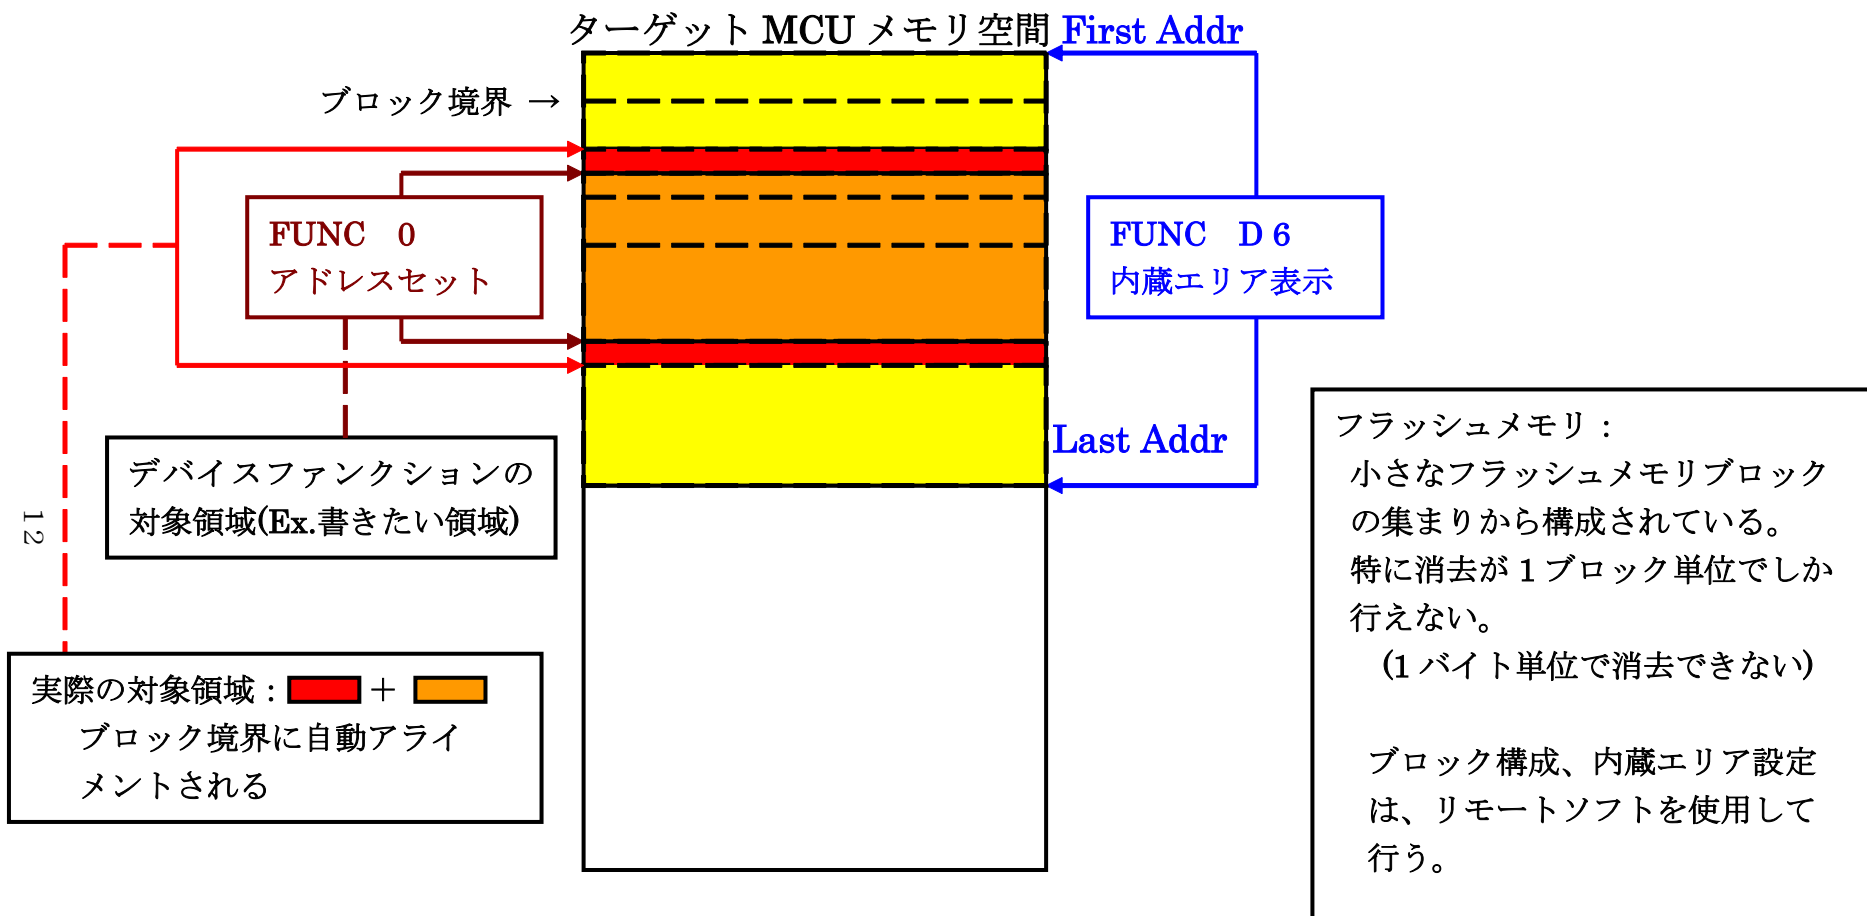 ターゲット MCU メモリ空間
First Addr
ブロック境界 →
FUNC 0
アドレスセット
FUNC D 6
内蔵エリア表示
Last Addr
デバイスファンクションの
対象領域(Ex.書きたい領域)
12
実際の対象領域： ＋
ブロック境界に自動アライ
メントされる
フラッシュメモリ：
小さなフラッシュメモリブロック
の集まりから構成されている。
特に消去が 1 ブロック単位でしか
行えない。
(1 バイト単位で消去できない)
ブロック構成、内蔵エリア設定
は、リモートソフトを使用して
行う。